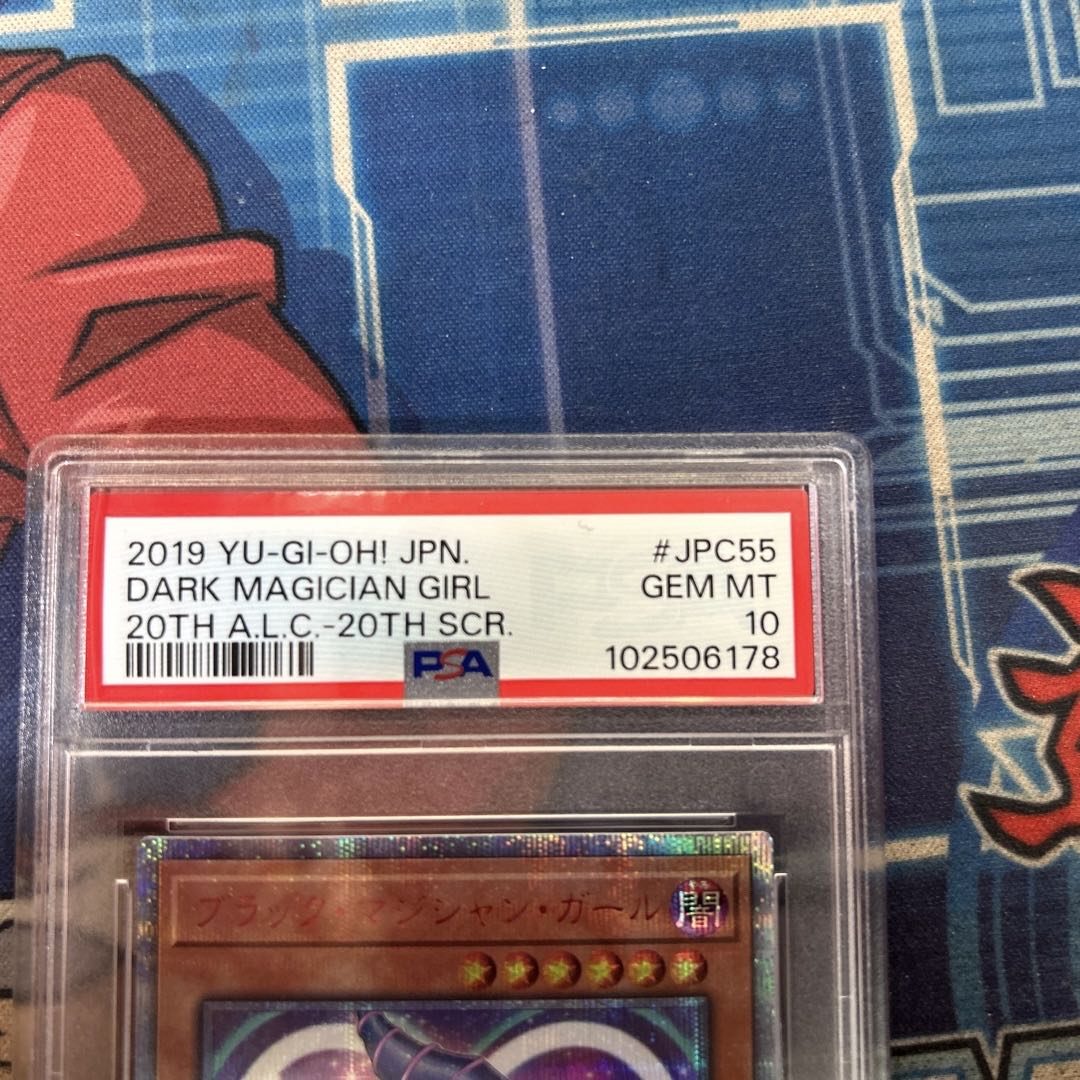 2019 YU-GI-OH! JPN. #JPC55
DARK MAGICIAN GIRL GEM MT
20TH A.L.C.-20TH SCR. 10
PSA 102506178
ブラック・マジシャン・ガール 闇